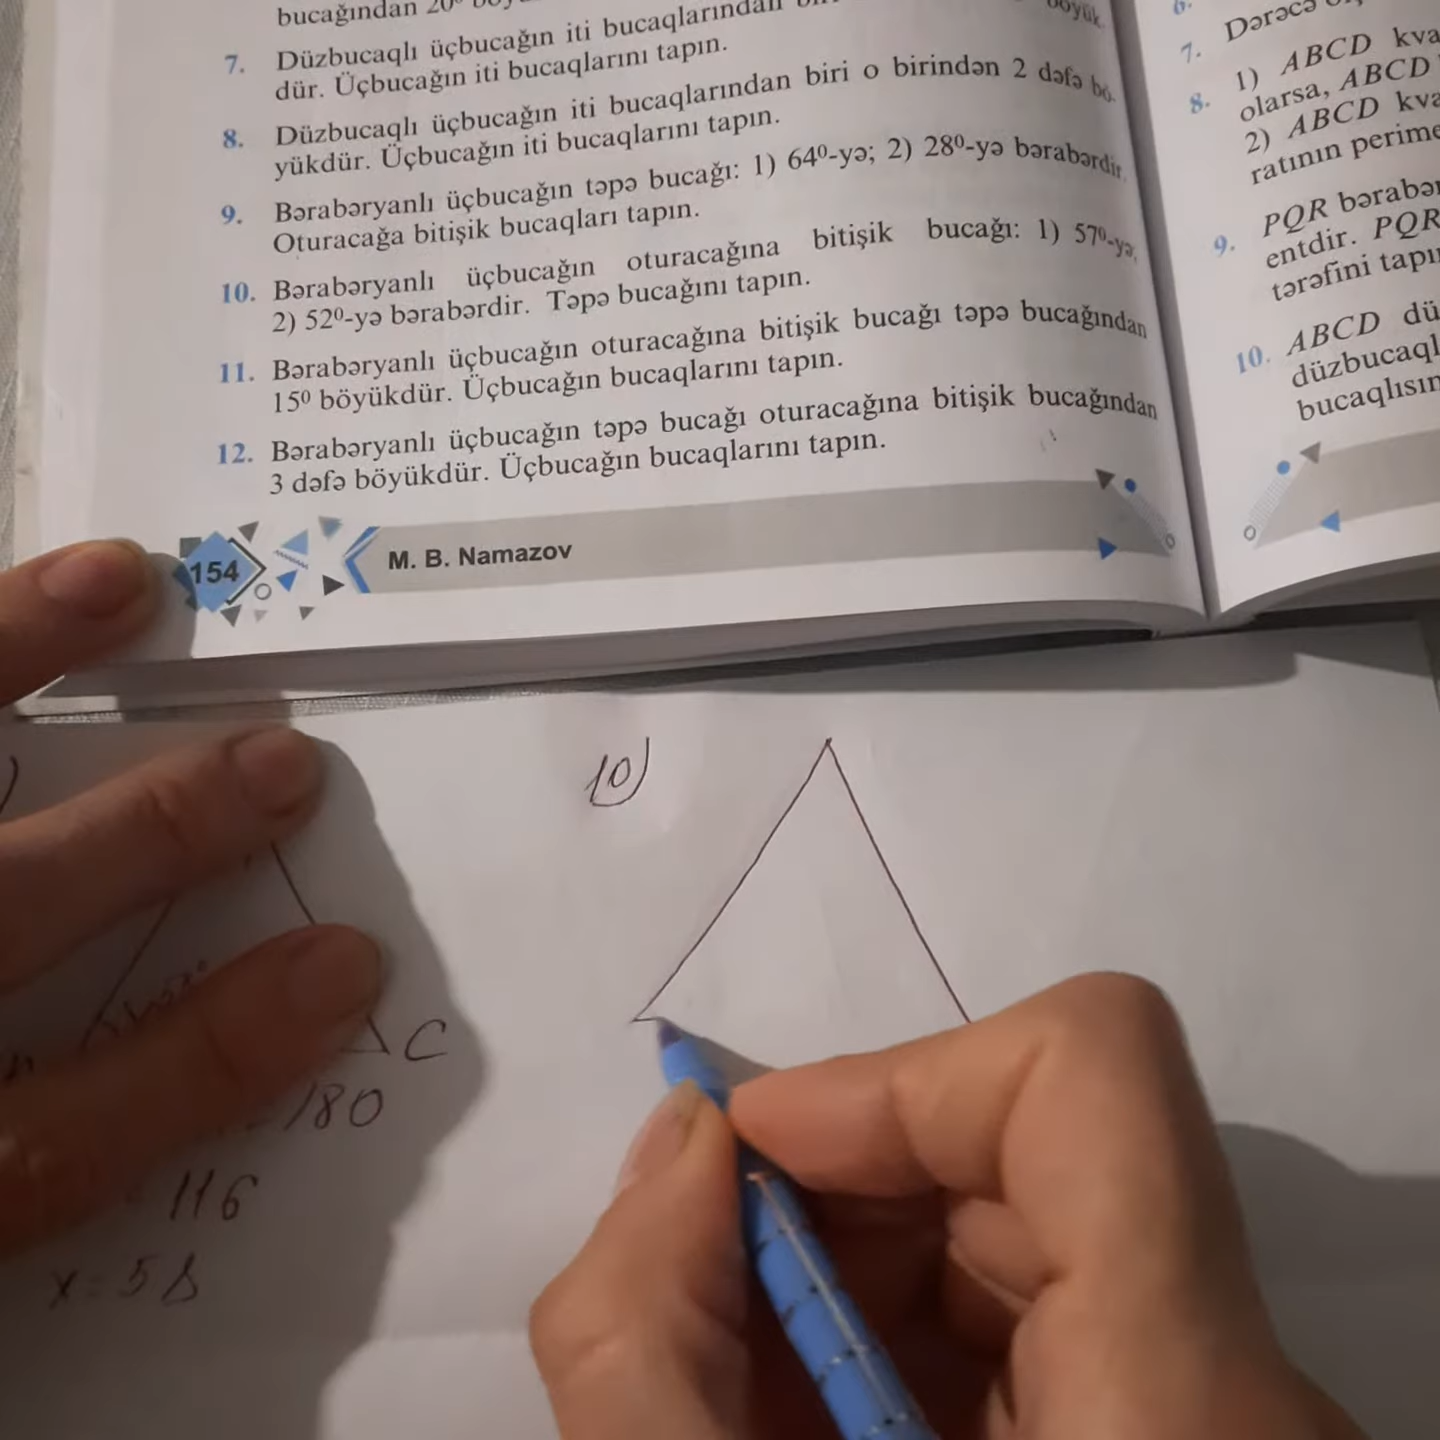 bucağından 20⁰
7. Düzbucaqlı üçbucağın iti bucaqlarından
böyük
dür. Üçbucağın iti bucaqlarını tapın.
8. Düzbucaqlı üçbucağın iti bucaqlarından biri o birindən 2 dəfə bö-
yükdür. Üçbucağın iti bucaqlarını tapın.
9. Bərabəryanlı üçbucağın təpə bucağı: 1) 64⁰-yə; 2) 28⁰-yə bərabərdir.
Oturacağa bitişik bucaqları tapın.
10. Bərabəryanlı üçbucağın oturacağına bitişik bucağı: 1) 57⁰-yə;
2) 52⁰-yə bərabərdir. Təpə bucağını tapın.
11. Bərabəryanlı üçbucağın oturacağına bitişik bucağı təpə bucağından
15⁰ böyükdür. Üçbucağın bucaqlarını tapın.
12. Bərabəryanlı üçbucağın təpə bucağı oturacağına bitişik bucağından
3 dəfə böyükdür. Üçbucağın bucaqlarını tapın.
154 M. B. Namazov
6.
7. Dərəcə
8. 1) ABCD kva
olarsa, ABCD
2) ABCD kva
ratının perime
9. PQR bərabər
entdir. PQR
tərəfini tapı
10. ABCD dü
düzbucaql
bucaqlısın
10)
C
180
116
x = 58